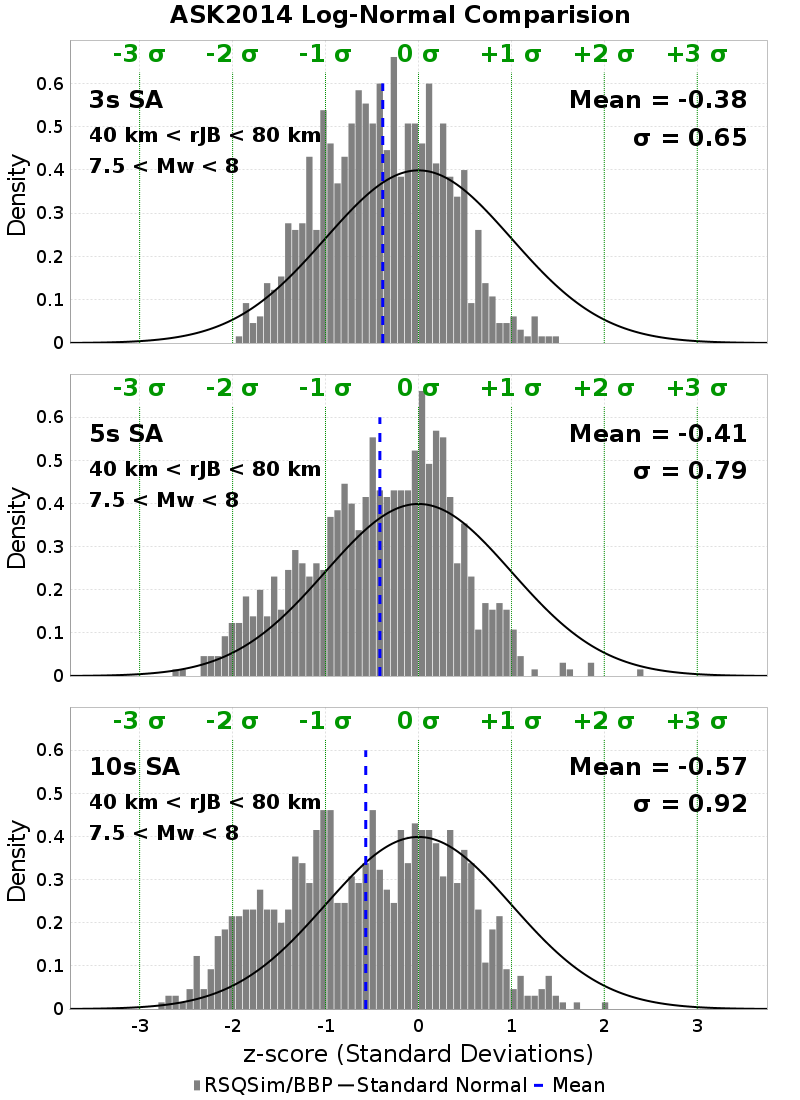 ASK2014 Log-Normal Comparision
-3 σ -2 σ -1 σ 0 σ +1 σ +2 σ +3 σ
3s SA
Mean = -0.38
40 km < rJB < 80 km
σ = 0.65
7.5 < Mw < 8
0.6
0.5
0.4
0.3
0.2
0.1
0
Density
-3 σ -2 σ -1 σ 0 σ +1 σ +2 σ +3 σ
5s SA
Mean = -0.41
40 km < rJB < 80 km
σ = 0.79
7.5 < Mw < 8
0.6
0.5
0.4
0.3
0.2
0.1
0
Density
-3 σ -2 σ -1 σ 0 σ +1 σ +2 σ +3 σ
10s SA
Mean = -0.57
40 km < rJB < 80 km
σ = 0.92
7.5 < Mw < 8
0.6
0.5
0.4
0.3
0.2
0.1
0
Density
-3 -2 -1 0 1 2 3
z-score (Standard Deviations)
RSQSim/BBP Standard Normal Mean